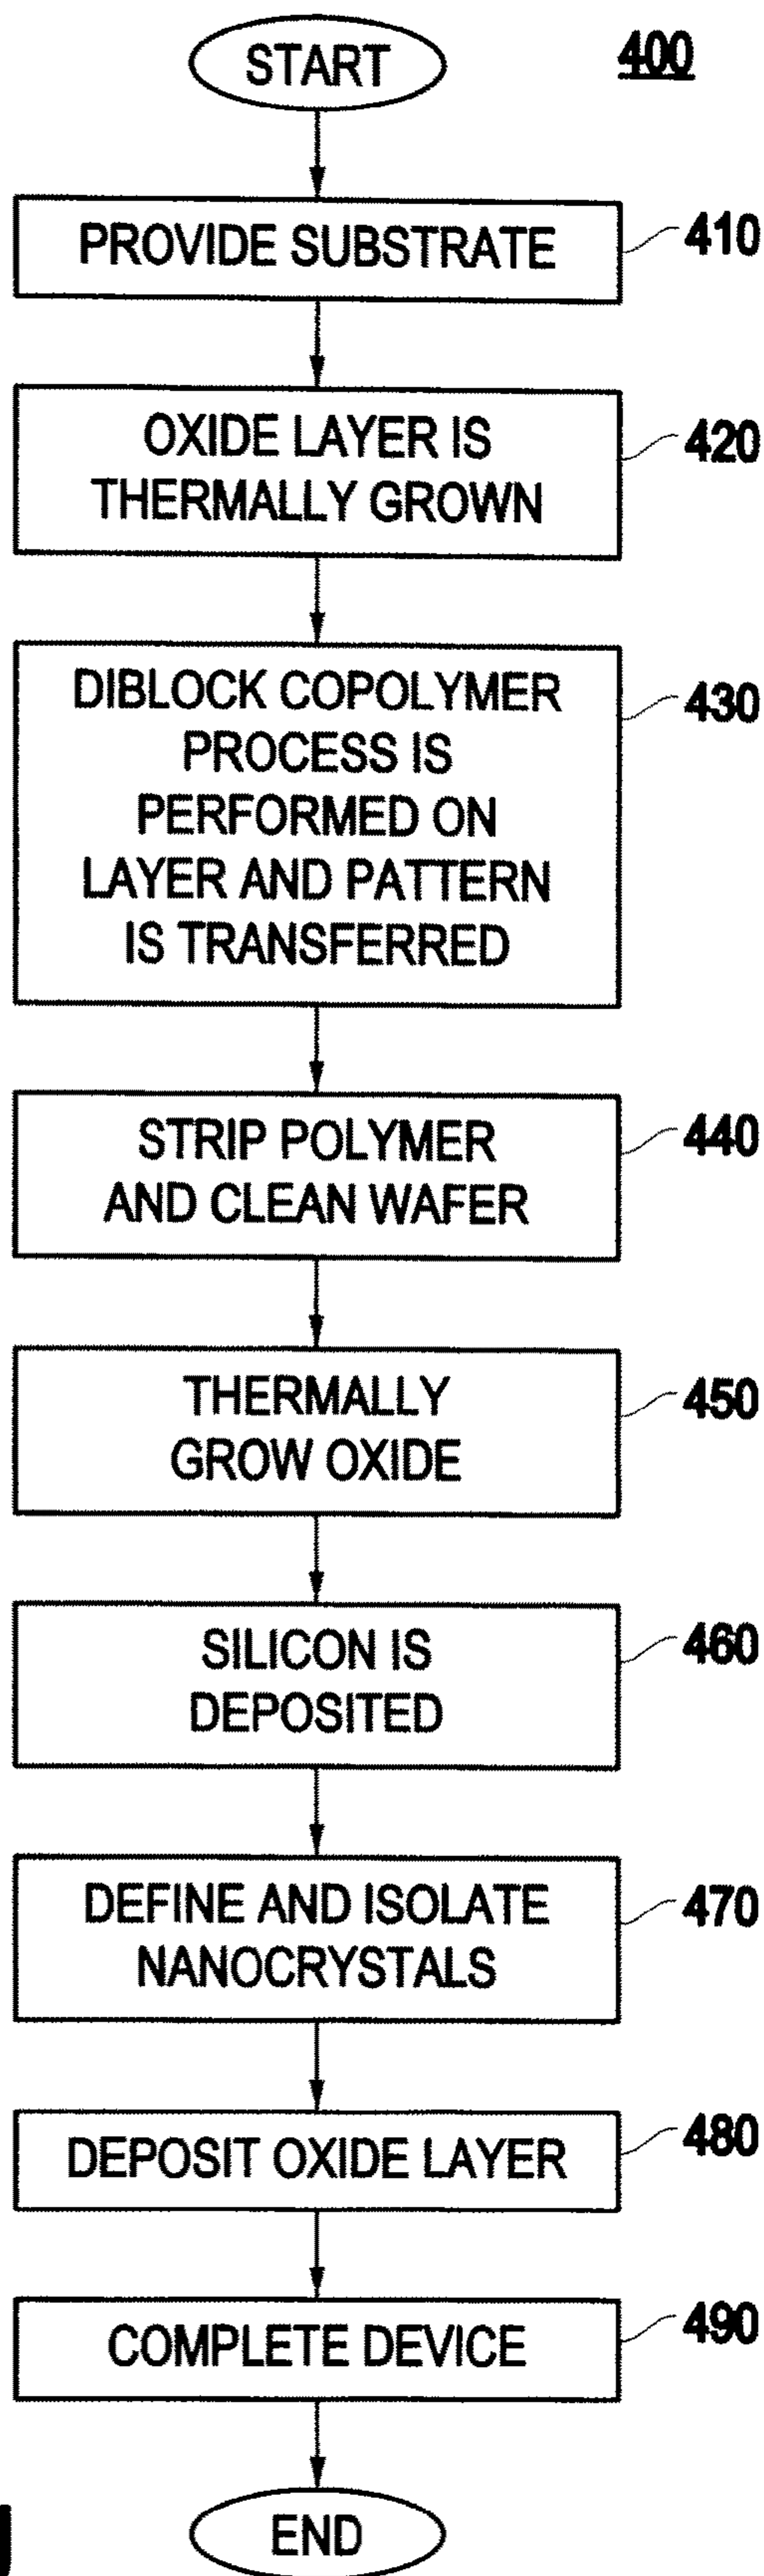 START
400
PROVIDE SUBSTRATE
410
OXIDE LAYER IS
THERMALLY GROWN
420
DIBLOCK COPOLYMER
PROCESS IS
PERFORMED ON
LAYER AND PATTERN
IS TRANSFERRED
430
STRIP POLYMER
AND CLEAN WAFER
440
THERMALLY
GROW OXIDE
450
SILICON IS
DEPOSITED
460
DEFINE AND ISOLATE
NANOCRYSTALS
470
DEPOSIT OXIDE LAYER
480
COMPLETE DEVICE
490
END